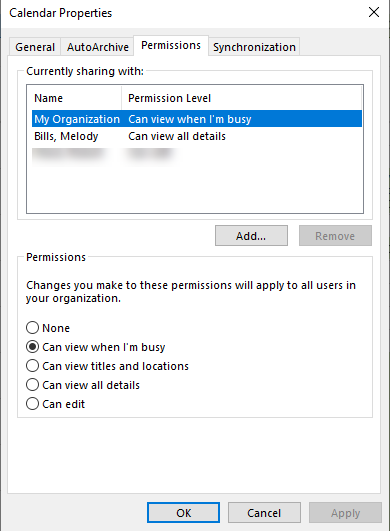 Calendar Properties
General AutoArchive Permissions Synchronization
Currently sharing with:
Name Permission Level
My Organization Can view when I'm busy
Bills, Melody Can view all details
Add... Remove
Permissions
Changes you make to these permissions will apply to all users in
your organization.
None
Can view when I'm busy
Can view titles and locations
Can view all details
Can edit
OK Cancel Apply